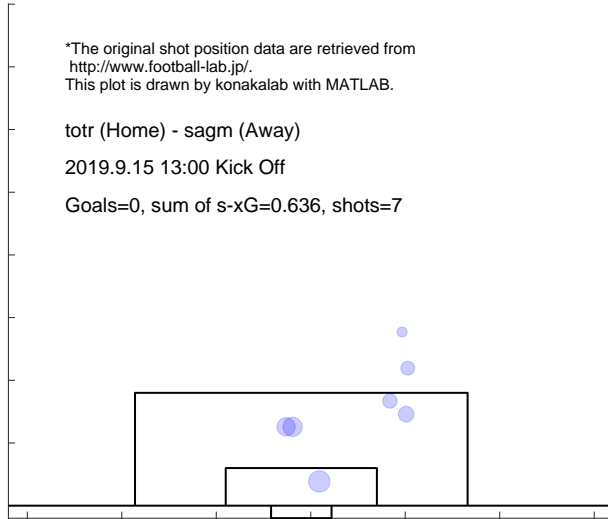 *The original shot position data are retrieved from
http://www.football-lab.jp/.
This plot is drawn by konakalab with MATLAB.
totr (Home) - sagm (Away)
2019.9.15 13:00 Kick Off
Goals=0, sum of s-xG=0.636, shots=7